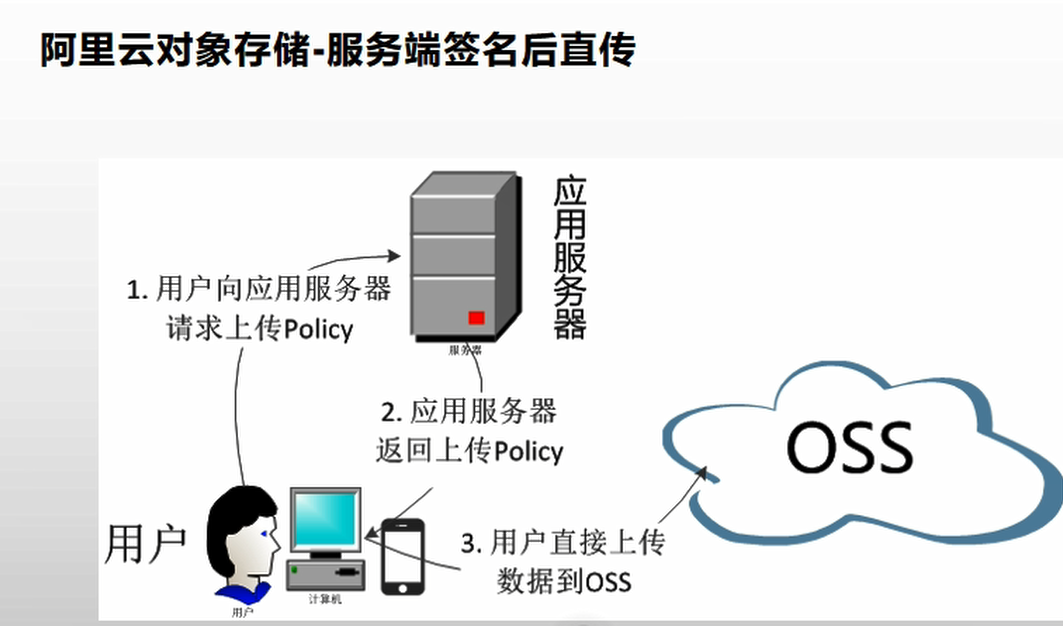 阿里云对象存储-服务端签名后直传
应用服务器
1. 用户向应用服务器
请求上传Policy
服务器
2. 应用服务器
返回上传Policy
OSS
用户
3. 用户直接上传
数据到OSS
计算机
用户